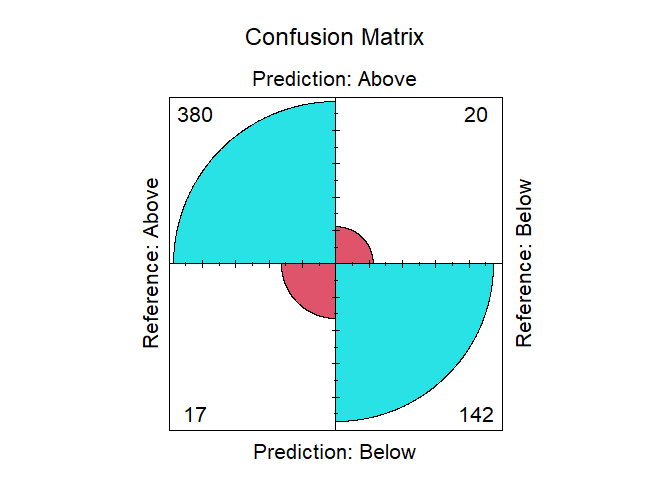 Confusion Matrix
Prediction: Above
380
20
Reference: Above
Reference: Below
17
142
Prediction: Below